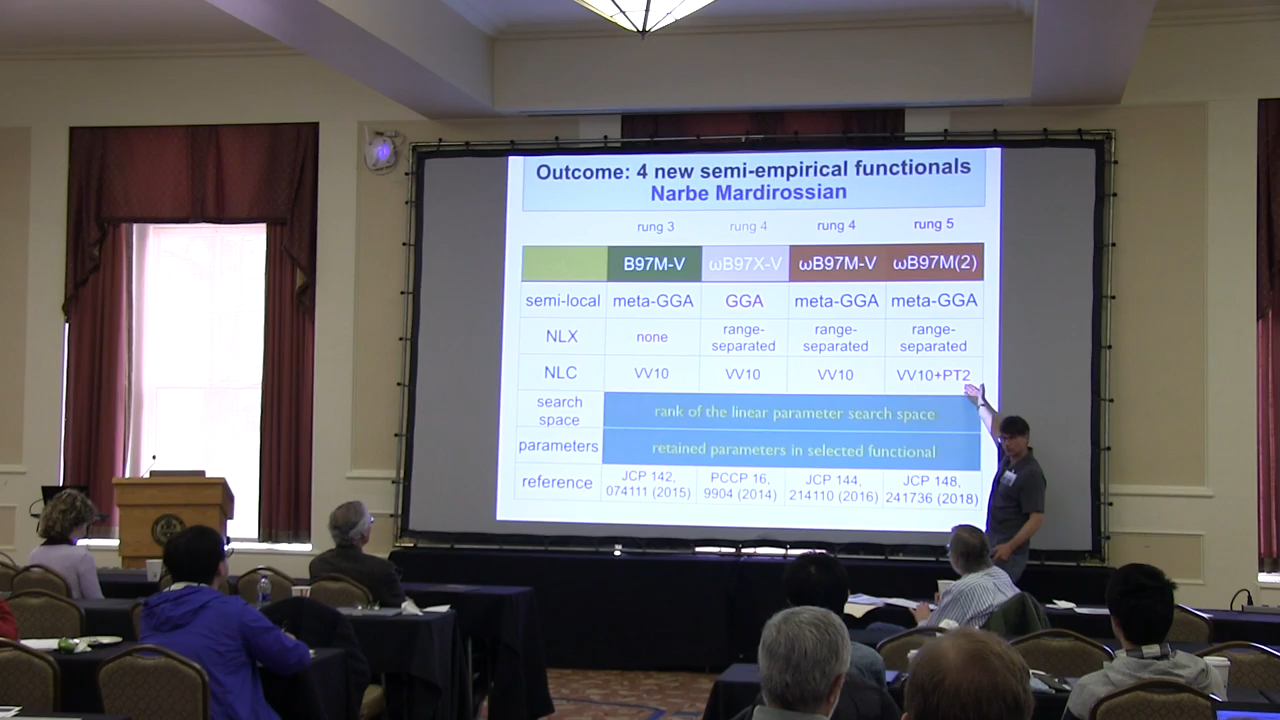 Outcome: 4 new semi-empirical functionals
Narbe Mardirossian
rung 3 rung 4 rung 4 rung 5
B97M-V ωB97X-V ωB97M-V ωB97M(2)
semi-local meta-GGA GGA meta-GGA meta-GGA
NLX none range-separated range-separated range-separated
NLC VV10 VV10 VV10 VV10+PT2
search space rank of the linear parameter search space
parameters retained parameters in selected functional
reference JCP 142, 074111 (2015) PCCP 16, 9904 (2014) JCP 144, 214110 (2016) JCP 148, 241736 (2018)